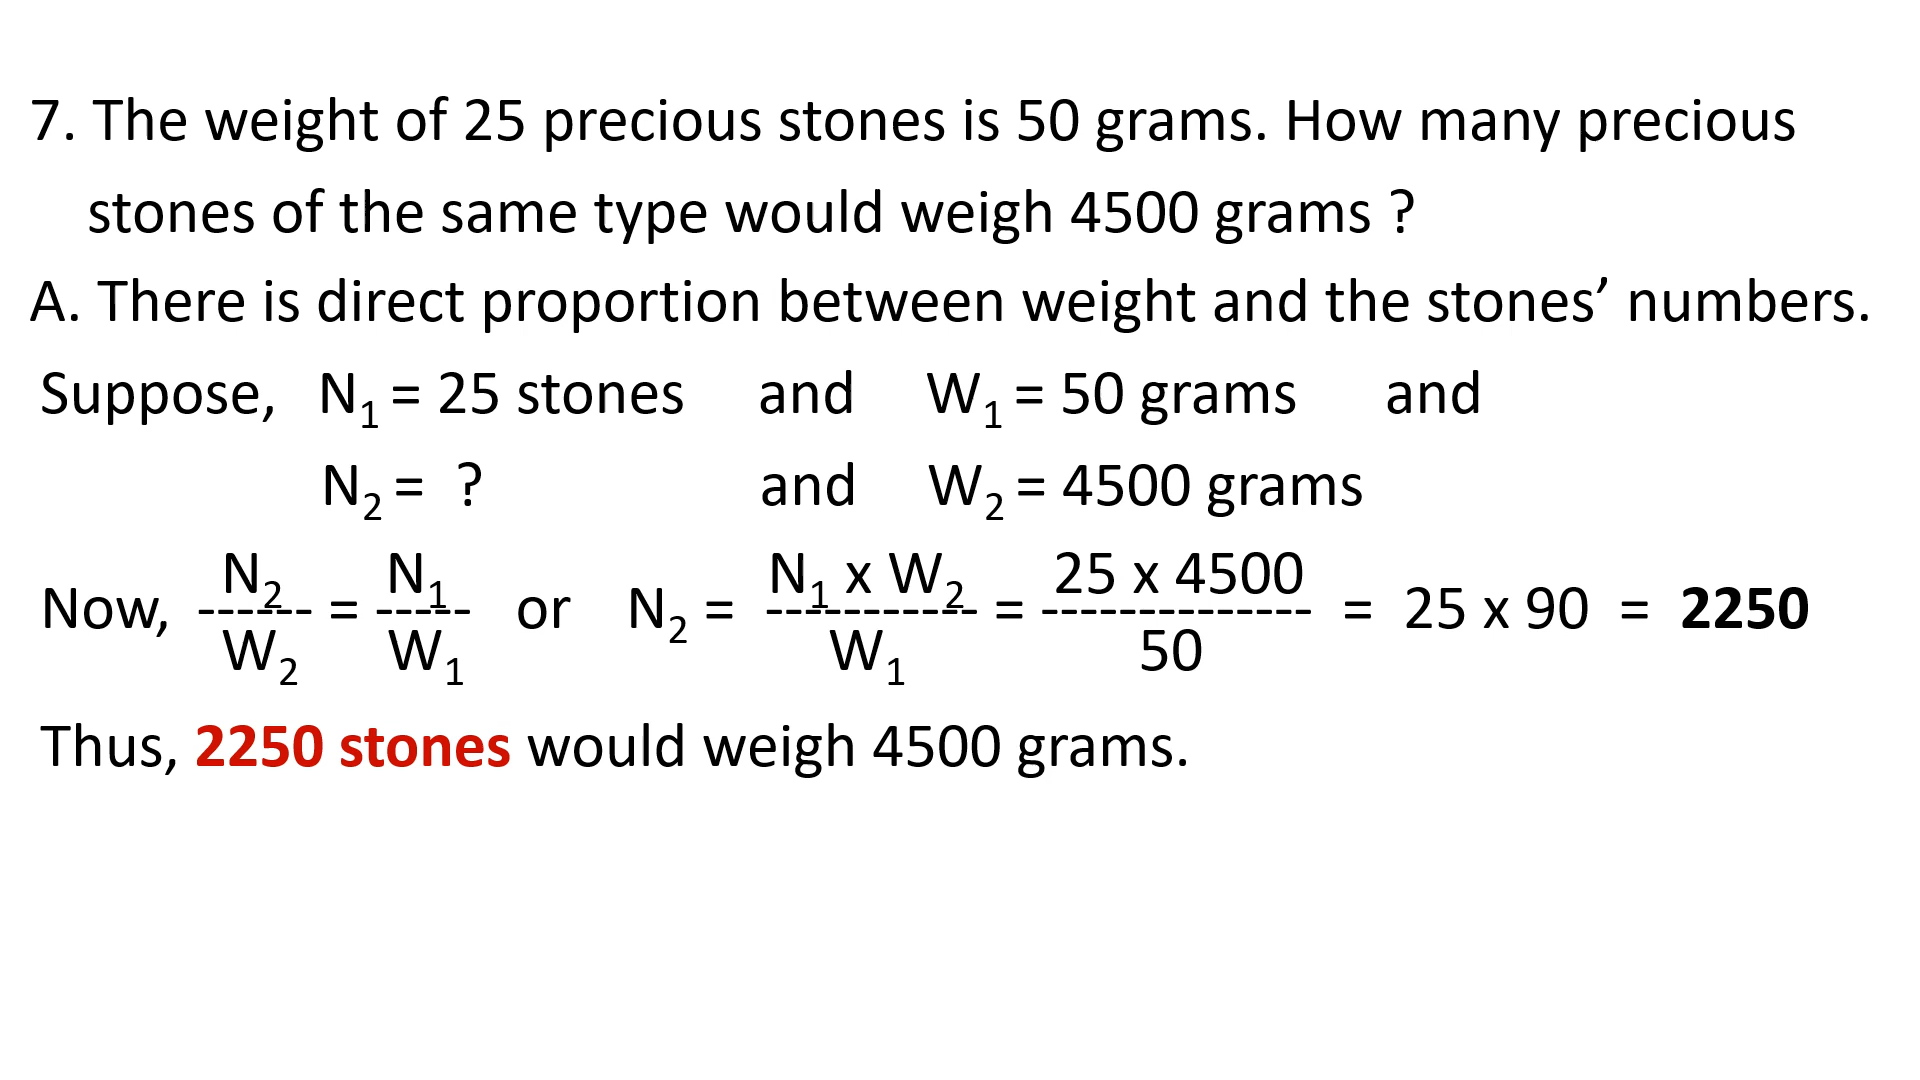 7. The weight of 25 precious stones is 50 grams. How many precious
stones of the same type would weigh 4500 grams ?
A. There is direct proportion between weight and the stones’ numbers.
Suppose, N₁ = 25 stones and W₁ = 50 grams and
N₂ = ? and W₂ = 4500 grams
N₂ N₁ N₁ x W₂ 25 x 4500
Now, ------ = ----- or N₂ = ----------- = -------------- = 25 x 90 = 2250
W₂ W₁ W₁ 50
Thus, 2250 stones would weigh 4500 grams.